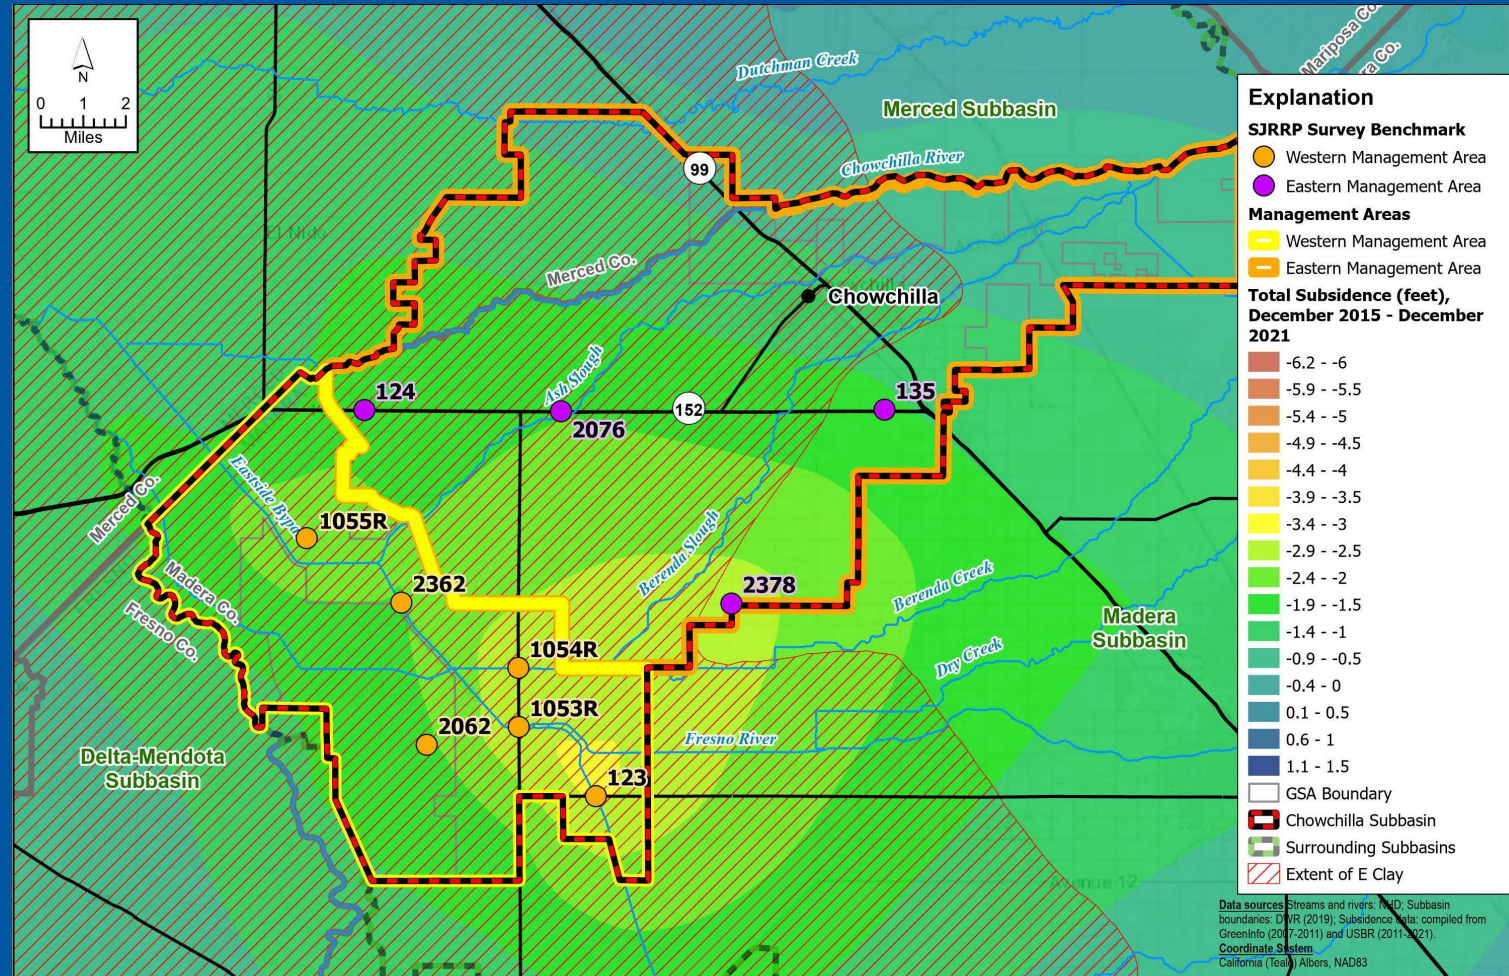 N
0 1 2
Miles
Mariposa Co.
Dutchman Creek
Merced Subbasin
Chowchilla River
99
El Nido
Merced Co.
Chowchilla
Ash Slough
124
2076
152
135
Eastside
Merced Co.
1055R
Berenda Slough
2362
2378
Berenda Creek
Madera Co.
Fresno Co.
Madera
Subbasin
1054R
Dry Creek
1053R
2062
Fresno River
Delta-Mendota
Subbasin
123
Avenue 12
Explanation
SJRRP Survey Benchmark
Western Management Area
Eastern Management Area
Management Areas
Western Management Area
Eastern Management Area
Total Subsidence (feet),
December 2015 - December
2021
-6.2 - -6
-5.9 - -5.5
-5.4 - -5
-4.9 - -4.5
-4.4 - -4
-3.9 - -3.5
-3.4 - -3
-2.9 - -2.5
-2.4 - -2
-1.9 - -1.5
-1.4 - -1
-0.9 - -0.5
-0.4 - 0
0.1 - 0.5
0.6 - 1
1.1 - 1.5
GSA Boundary
Chowchilla Subbasin
Surrounding Subbasins
Extent of E Clay
Data sources Streams and rivers: NHD; Subbasin
boundaries: DWR (2019); Subsidence data: compiled from
GreenInfo (2007-2011) and USBR (2011-2021).
Coordinate System
California (Teale) Albers, NAD83